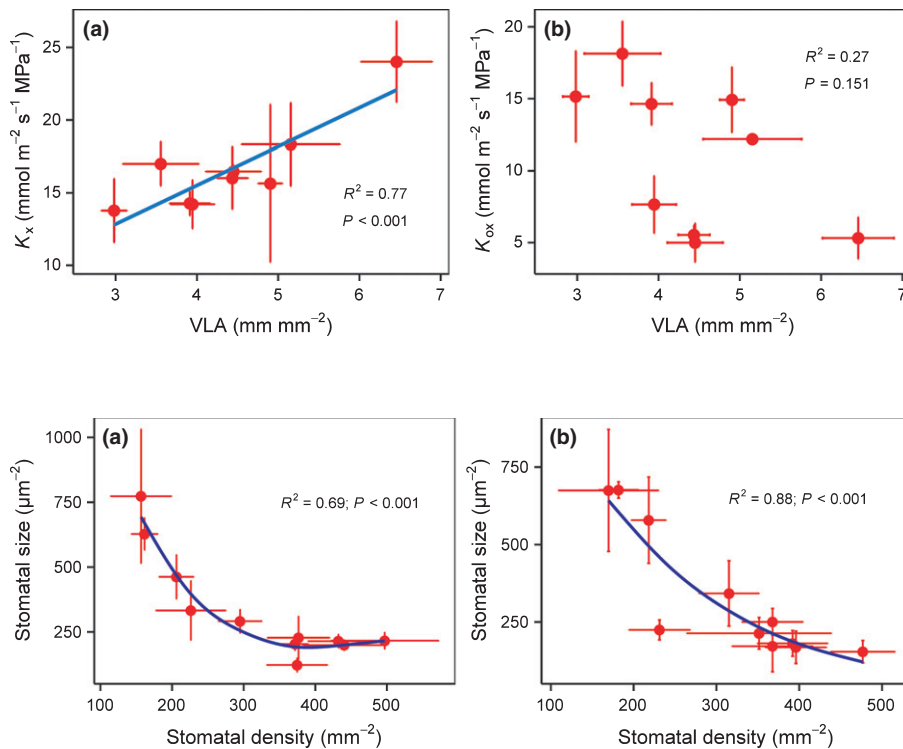 (a)
25
20
15
10
Kₓ (mmol m⁻² s⁻¹ MPa⁻¹)
R² = 0.77
P < 0.001
3 4 5 6 7
VLA (mm mm⁻²)
(b)
20
15
10
5
Kₒₓ (mmol m⁻² s⁻¹ MPa⁻¹)
R² = 0.27
P = 0.151
3 4 5 6 7
VLA (mm mm⁻²)
(a)
1000
750
500
250
Stomatal size (µm⁻²)
R² = 0.69; P < 0.001
100 200 300 400 500
Stomatal density (mm⁻²)
(b)
750
500
250
Stomatal size (µm⁻²)
R² = 0.88; P < 0.001
100 200 300 400 500
Stomatal density (mm⁻²)